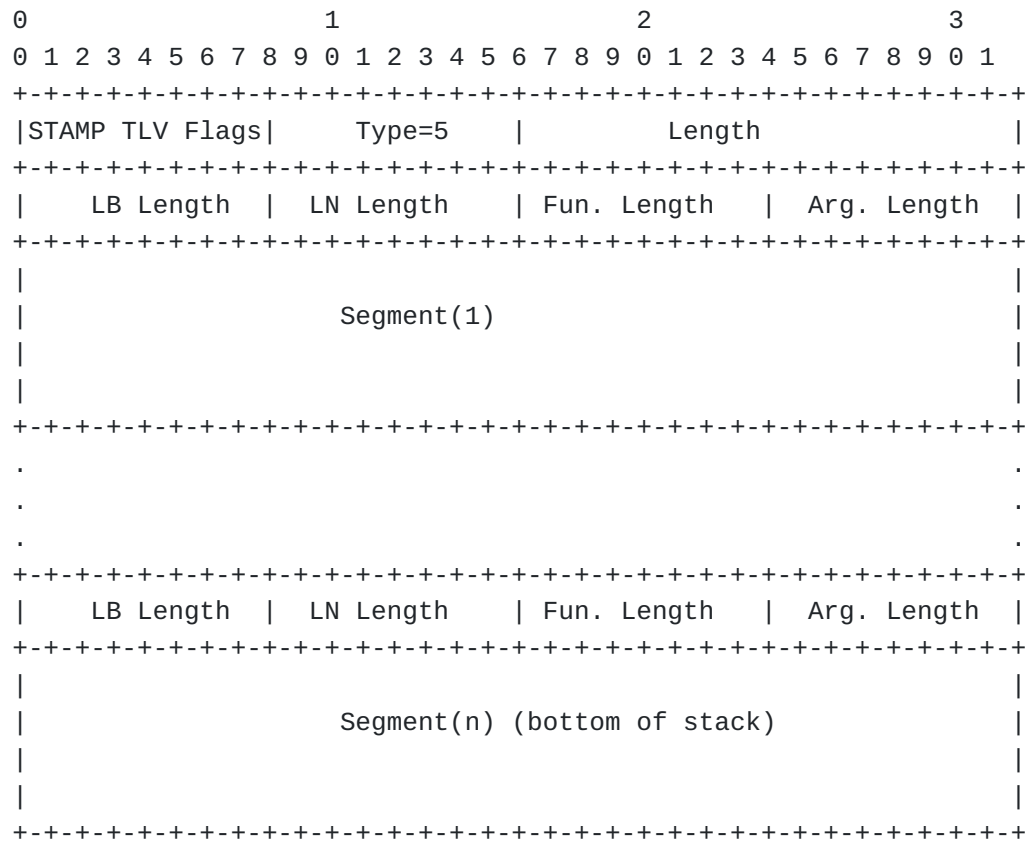 0                   1                   2                   3
0 1 2 3 4 5 6 7 8 9 0 1 2 3 4 5 6 7 8 9 0 1 2 3 4 5 6 7 8 9 0 1
+-+-+-+-+-+-+-+-+-+-+-+-+-+-+-+-+-+-+-+-+-+-+-+-+-+-+-+-+-+-+-+-+
|STAMP TLV Flags|     Type=5    |         Length                |
+-+-+-+-+-+-+-+-+-+-+-+-+-+-+-+-+-+-+-+-+-+-+-+-+-+-+-+-+-+-+-+-+
|    LB Length  |  LN Length    | Fun. Length   |  Arg. Length  |
+-+-+-+-+-+-+-+-+-+-+-+-+-+-+-+-+-+-+-+-+-+-+-+-+-+-+-+-+-+-+-+-+
|                                                               |
|                    Segment(1)                                 |
|                                                               |
|                                                               |
+-+-+-+-+-+-+-+-+-+-+-+-+-+-+-+-+-+-+-+-+-+-+-+-+-+-+-+-+-+-+-+-+
.                                                               .
.                                                               .
.                                                               .
+-+-+-+-+-+-+-+-+-+-+-+-+-+-+-+-+-+-+-+-+-+-+-+-+-+-+-+-+-+-+-+-+
|    LB Length  |  LN Length    | Fun. Length   |  Arg. Length  |
+-+-+-+-+-+-+-+-+-+-+-+-+-+-+-+-+-+-+-+-+-+-+-+-+-+-+-+-+-+-+-+-+
|                                                               |
|                    Segment(n) (bottom of stack)               |
|                                                               |
|                                                               |
+-+-+-+-+-+-+-+-+-+-+-+-+-+-+-+-+-+-+-+-+-+-+-+-+-+-+-+-+-+-+-+-+